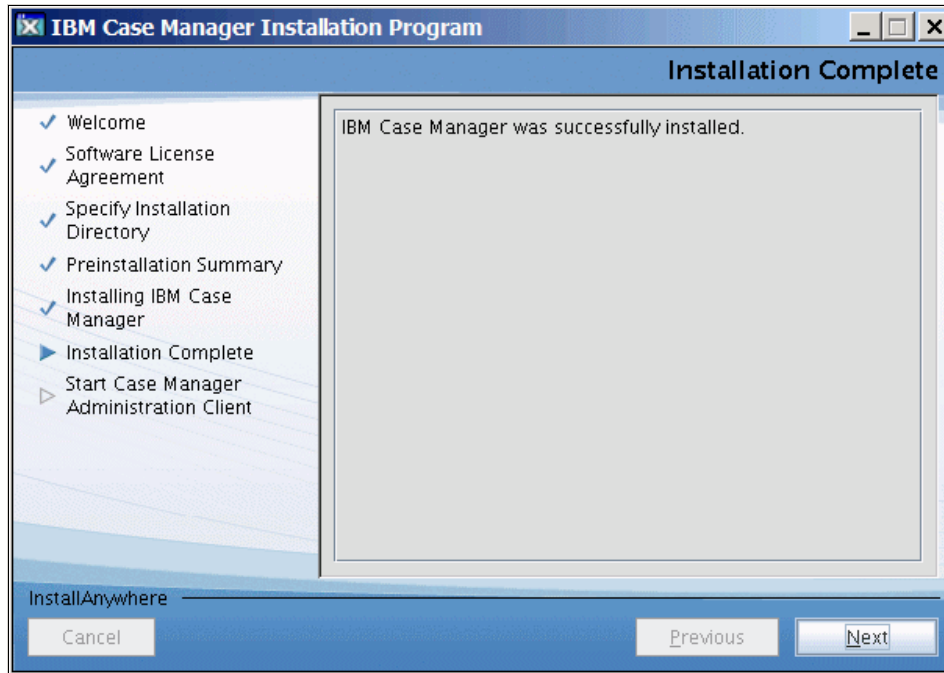 IBM Case Manager Installation Program
Installation Complete
Welcome
Software License
Agreement
Specify Installation
Directory
Preinstallation Summary
Installing IBM Case
Manager
Installation Complete
Start Case Manager
Administration Client
IBM Case Manager was successfully installed.
InstallAnywhere
Cancel
Previous
Next